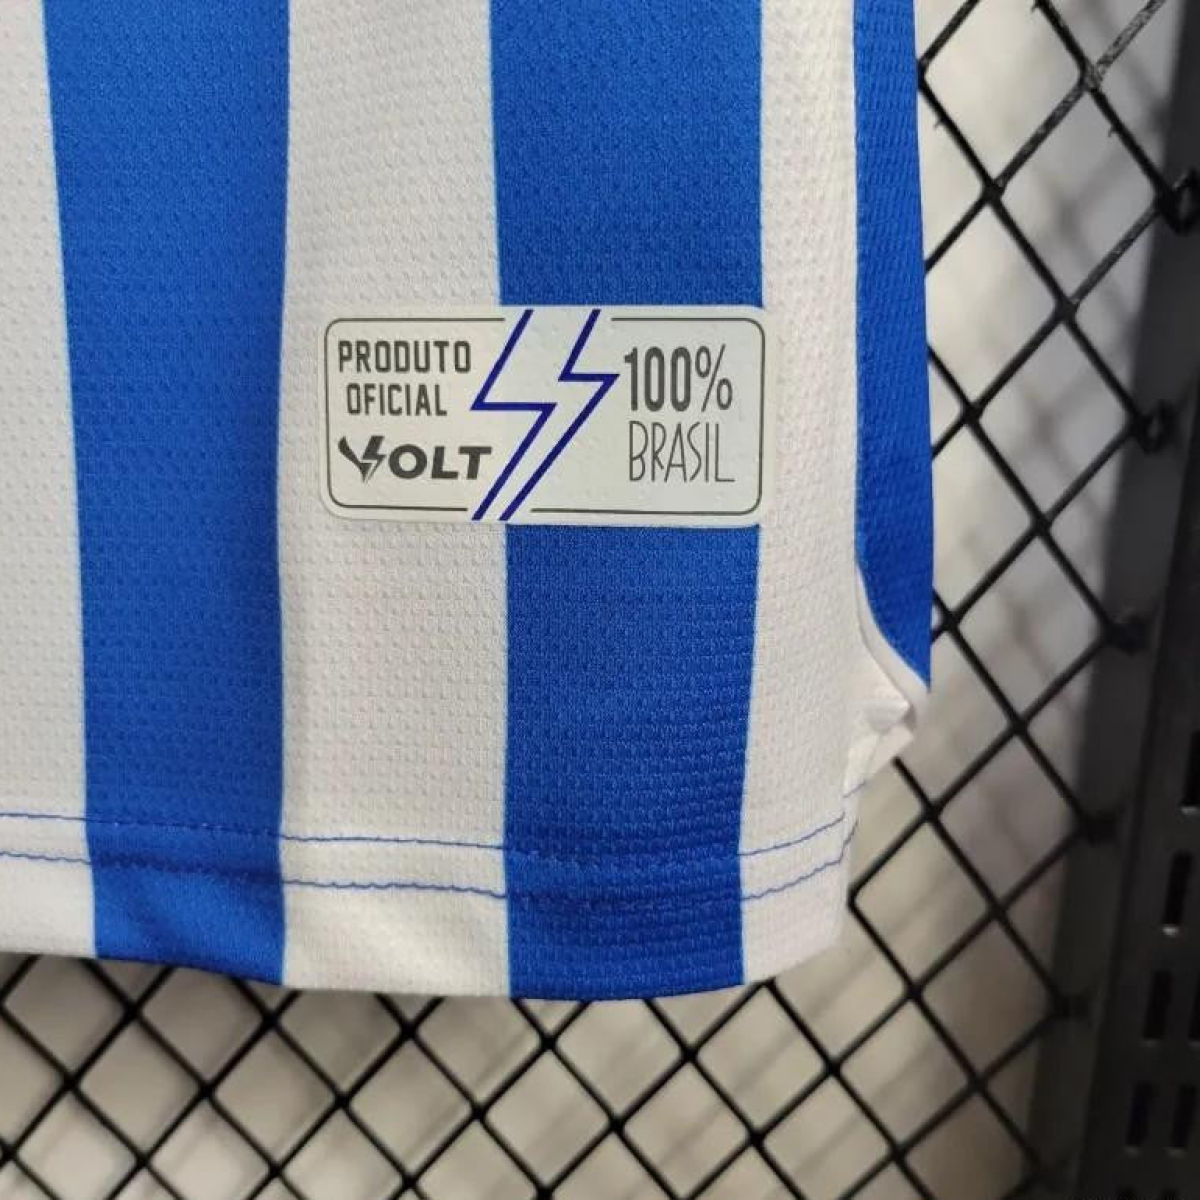 PRODUTO
OFICIAL
VOLT
100%
BRASIL